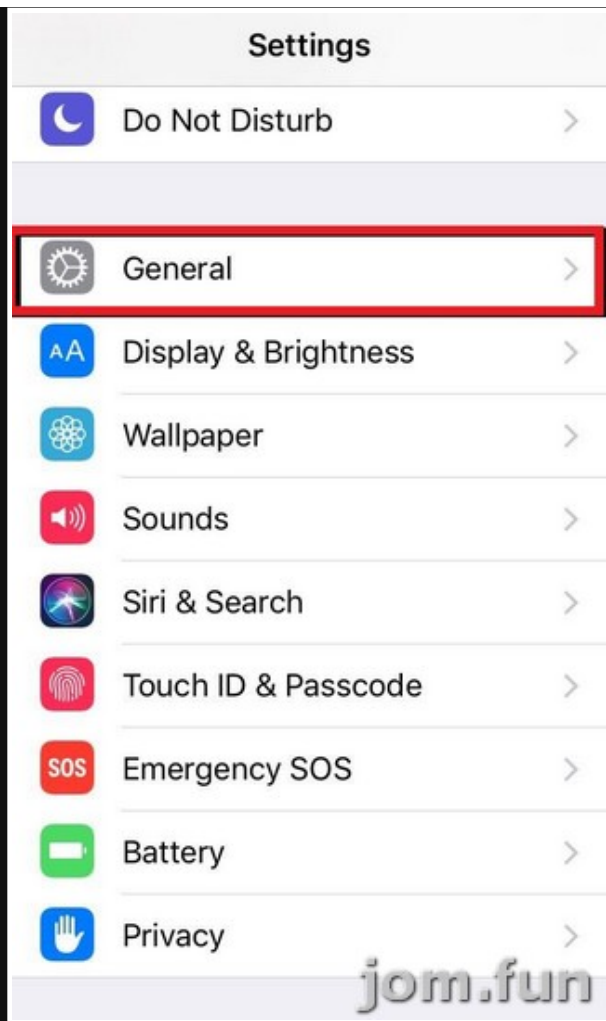 Settings
Do Not Disturb
General
AA Display & Brightness
Wallpaper
Sounds
Siri & Search
Touch ID & Passcode
SOS Emergency SOS
Battery
Privacy
jom.fun